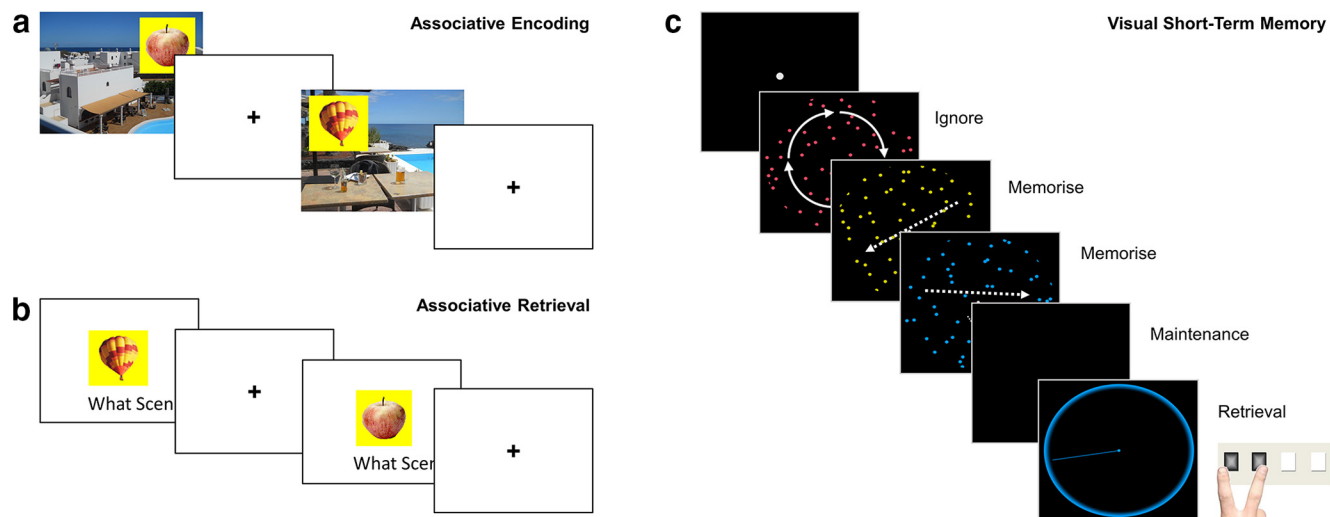 a
Associative Encoding
b
Associative Retrieval
What Scen
What Scen
c
Visual Short-Term Memory
Ignore
Memorise
Memorise
Maintenance
Retrieval